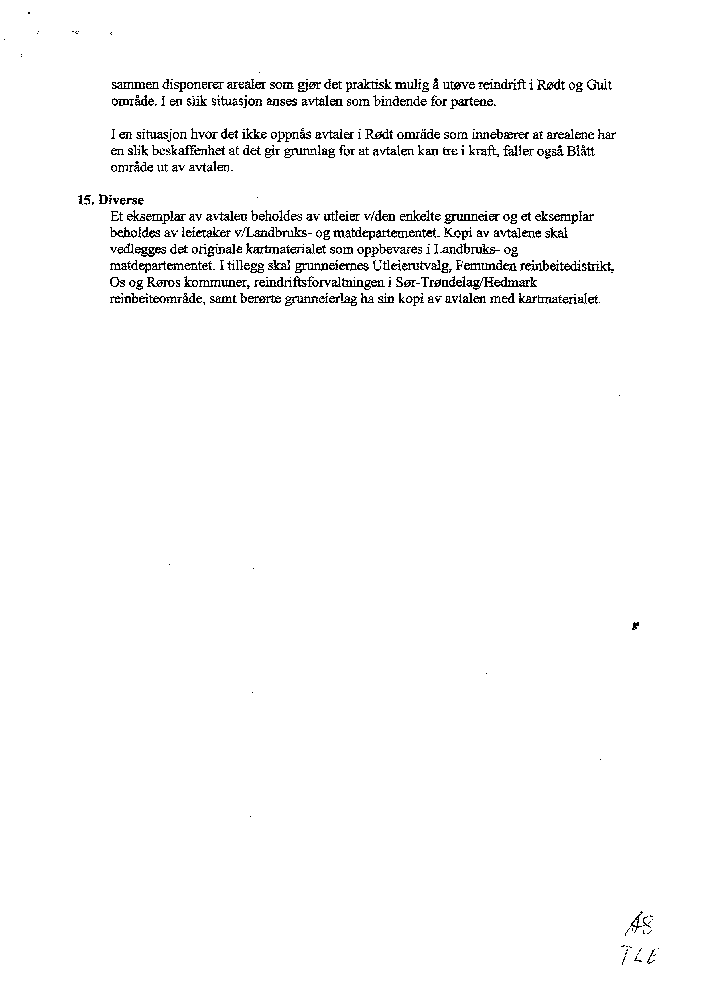 sammen disponerer arealer som gjør det praktisk mulig å utøve reindrift i Rødt og Gult
område. I en slik situasjon anses avtalen som bindende for partene.
I en situasjon hvor det ikke oppnås avtaler i Rødt område som innebærer at arealene har
en slik beskaffenhet at det gir grunnlag for at avtalen kan tre i kraft, faller også Blått
område ut av avtalen.
15. Diverse
Et eksemplar av avtalen beholdes av utleier v/den enkelte grunneier og et eksemplar
beholdes av leietaker v/Landbruks- og matdepartementet. Kopi av avtalene skal
vedlegges det originale kartmaterialet som oppbevares i Landbruks- og
matdepartementet. I tillegg skal grunneiernes Utleierutvalg, Femunden reinbeitedistrikt,
Os og Røros kommuner, reindriftsforvaltningen i Sør-Trøndelag/Hedmark
reinbeiteområde, samt berørte grunneierlag ha sin kopi av avtalen med kartmaterialet.
AS
TLE